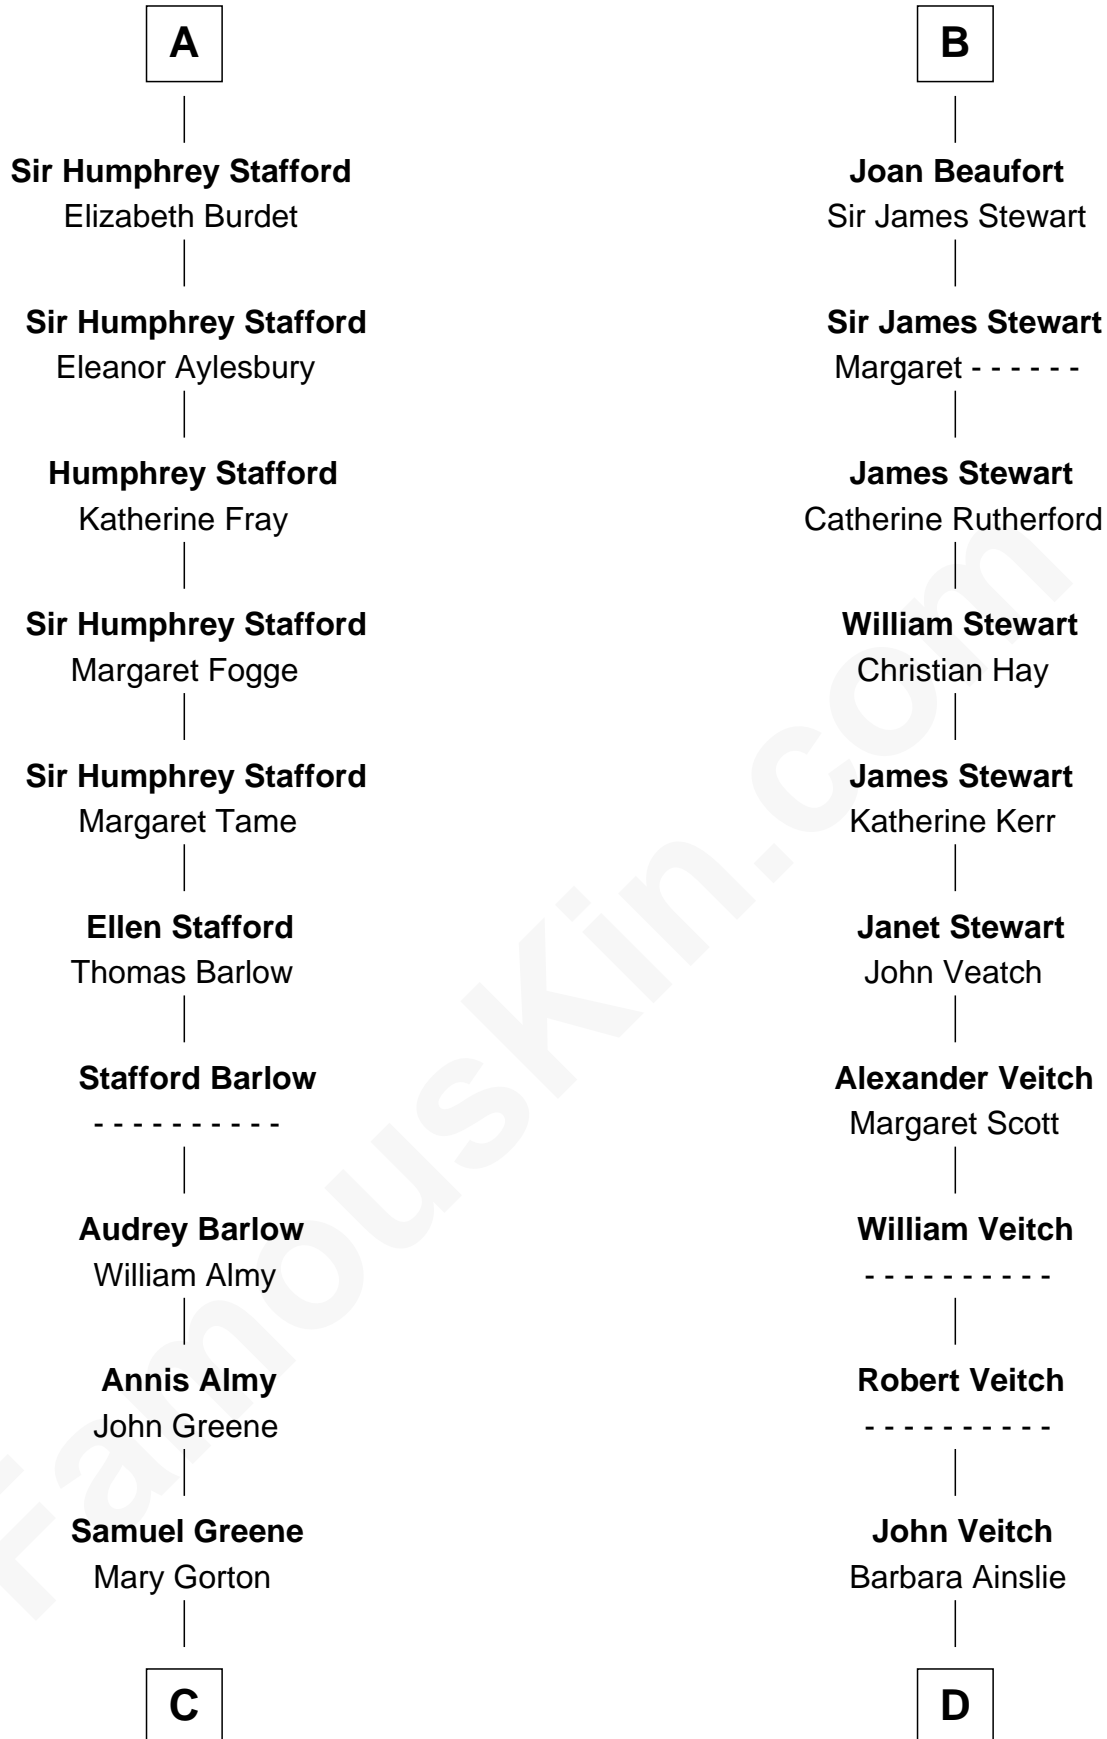 A
Sir Humphrey Stafford
Elizabeth Burdet
Sir Humphrey Stafford
Eleanor Aylesbury
Humphrey Stafford
Katherine Fray
Sir Humphrey Stafford
Margaret Fogge
Sir Humphrey Stafford
Margaret Tame
Ellen Stafford
Thomas Barlow
Stafford Barlow
- - - - - - - - - -
Audrey Barlow
William Almy
Annis Almy
John Greene
Samuel Greene
Mary Gorton
C
B
Joan Beaufort
Sir James Stewart
Sir James Stewart
Margaret - - - - - -
James Stewart
Catherine Rutherford
William Stewart
Christian Hay
James Stewart
Katherine Kerr
Janet Stewart
John Veatch
Alexander Veitch
Margaret Scott
William Veitch
- - - - - - - - - -
Robert Veitch
- - - - - - - - - -
John Veitch
Barbara Ainslie
D
FamousKin.com